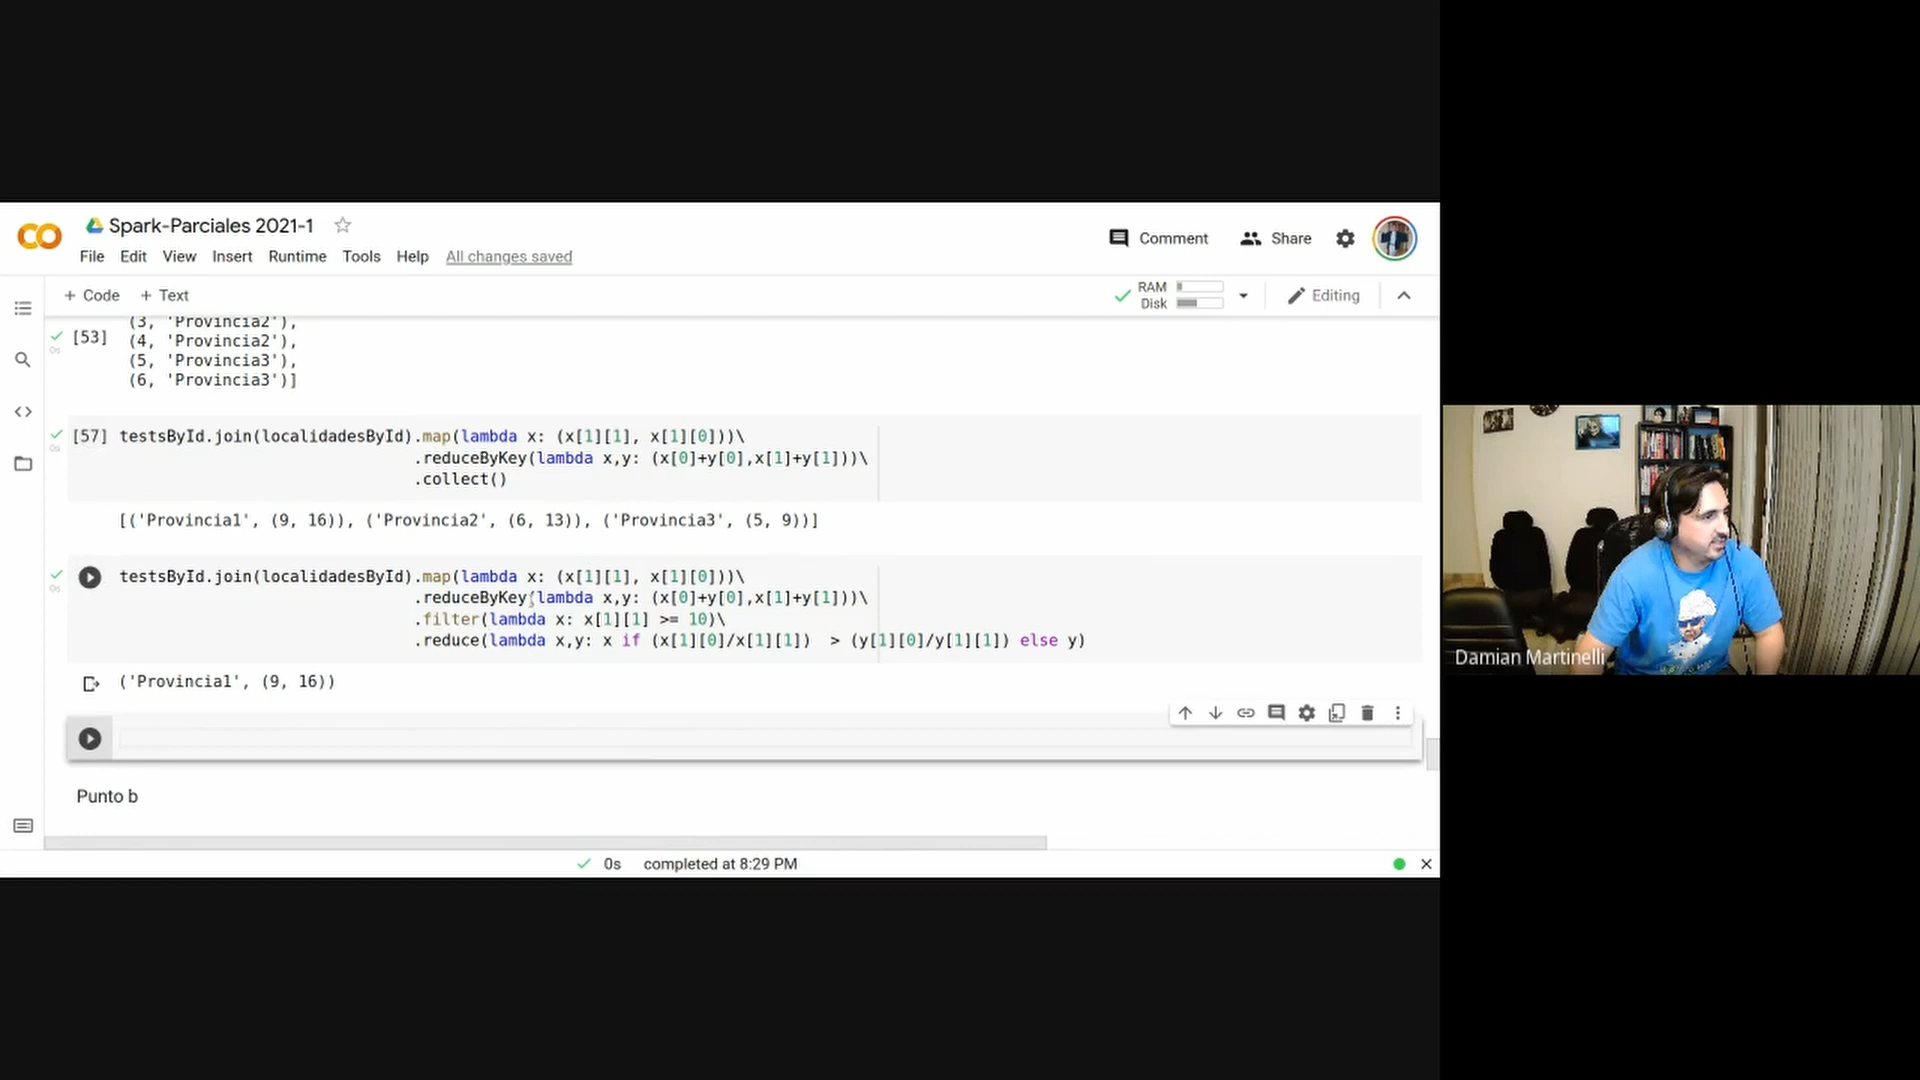 Spark-Parciales 2021-1
Comment
Share
File Edit View Insert Runtime Tools Help All changes saved
+ Code + Text
RAM
Disk
Editing
(3, 'Provincia2'),
[53] (4, 'Provincia2'),
(5, 'Provincia3'),
(6, 'Provincia3')]
0s
[57] testsById.join(localidadesById).map(lambda x: (x[1][1], x[1][0]))\
.reduceByKey(lambda x,y: (x[0]+y[0],x[1]+y[1]))\
.collect()
0s
[('Provincia1', (9, 16)), ('Provincia2', (6, 13)), ('Provincia3', (5, 9))]
testsById.join(localidadesById).map(lambda x: (x[1][1], x[1][0]))\
.reduceByKey(lambda x,y: (x[0]+y[0],x[1]+y[1]))\
.filter(lambda x: x[1][1] >= 10)\
.reduce(lambda x,y: x if (x[1][0]/x[1][1]) > (y[1][0]/y[1][1]) else y)
0s
('Provincia1', (9, 16))
Punto b
0s completed at 8:29 PM
Damian Martinelli